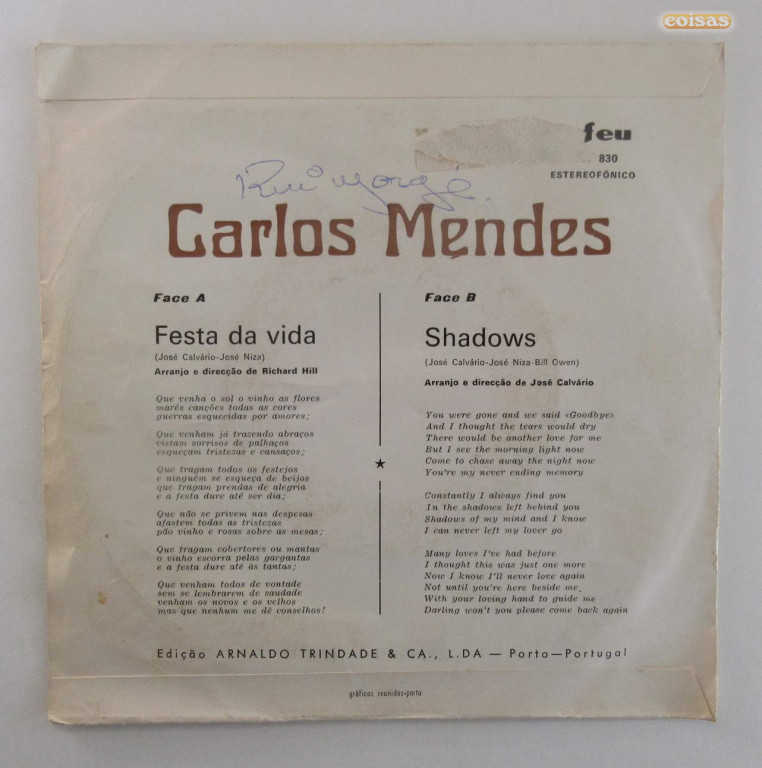 coisas
feu
830
ESTEREOFÓNICO
Carlos Mendes
Face A
Festa da vida
(José Calvário-José Niza)
Arranjo e direcção de Richard Hill
Que venha o sol o vinho as flores
marés canções todas as cores
guerras esquecidas por amores;
Que venham já trazendo abraços
vistam sorrisos de palhaços
esqueçam tristezas e cansaços;
Que tragam todos os festejos
e ninguém se esqueça de beijos
que tragam prendas de alegria
e a festa dure até ser dia;
Que não se privem nas despesas
afastem todas as tristezas
pão vinho e rosas sobre as mesas;
Que tragam cobertores ou mantas
o vinho escorra pelas gargantas
e a festa dure até às tantas;
Que venham todos de vontade
sem se lembrarem de saudade
venham os novos e os velhos
mas que nenhum me dê conselhos!
Face B
Shadows
(José Calvário-José Niza-Bill Owen)
Arranjo e direcção de José Calvário
You were gone and we said «Goodbye»
And I thought the tears would dry
There would be another love for me
But I see the morning light now
Come to chase away the night now
You're my never ending memory
Constantly I always find you
In the shadows left behind you
Shadows of my mind and I know
I can never left my lover go
Many loves I've had before
I thought this was just one more
Now I know I'll never love again
Not until you're here beside me,
With your loving hand to guide me
Darling won't you please come back again
Edição ARNALDO TRINDADE & CA., L.DA — Porto—Portugal
gráficos reunidos-porto